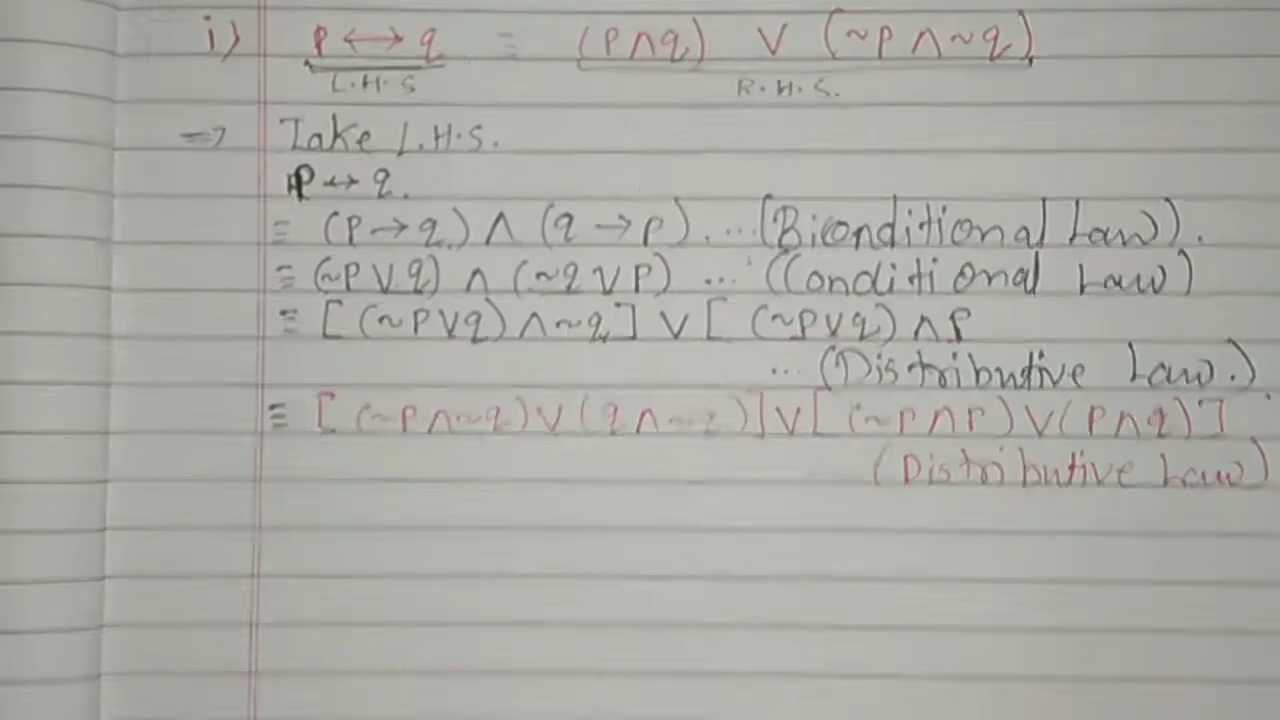 i) p ↔ q ≡ (p∧q) ∨ (~p ∧ ~q)
L.H.S R.H.S.
⇒ Take L.H.S.
p ↔ q.
≡ (p → q) ∧ (q → p). ...(Biconditional Law).
≡ (~p ∨ q) ∧ (~q ∨ p) ... (Conditional Law)
≡ [(~p∨q) ∧ ~q] ∨ [(~p∨q) ∧ p
... (Distributive Law.)
≡ [(~p∧~q)∨(q∧~q)]∨[(~p∧p)∨(p∧q)]
(Distributive Law)